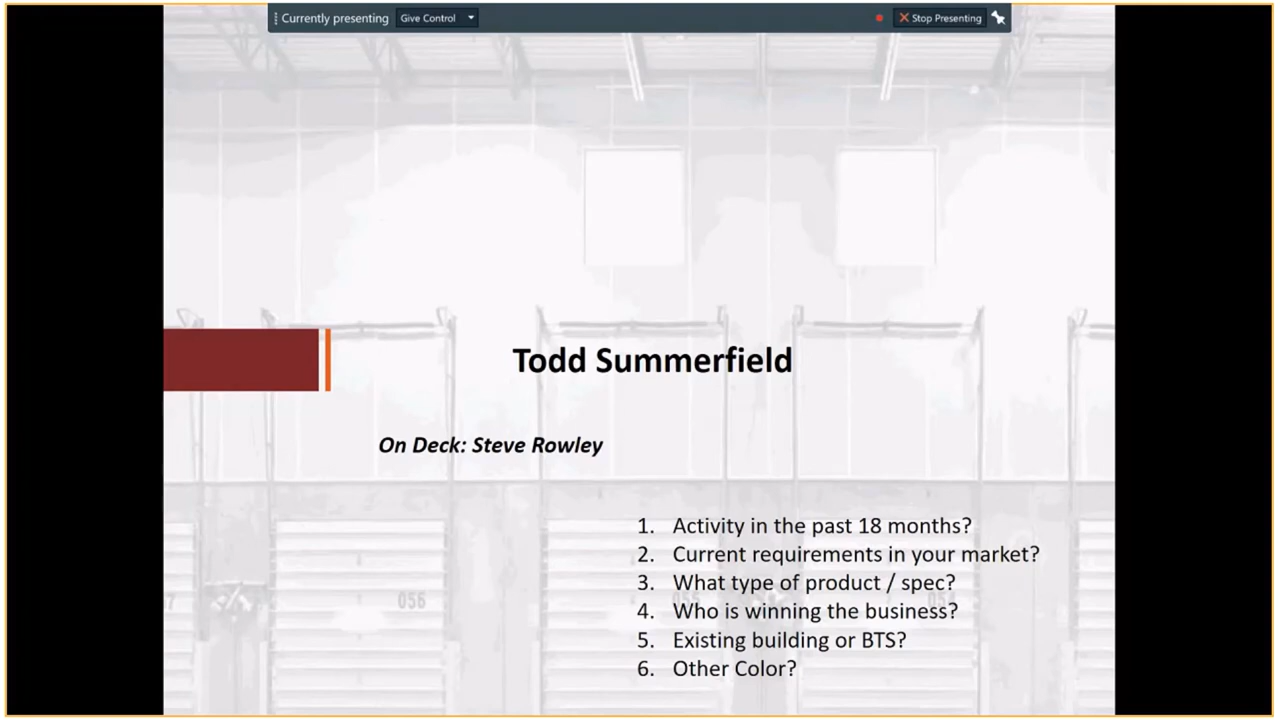 Currently presenting Give Control Stop Presenting
Todd Summerfield
On Deck: Steve Rowley
1. Activity in the past 18 months?
2. Current requirements in your market?
3. What type of product / spec?
4. Who is winning the business?
5. Existing building or BTS?
6. Other Color?
056